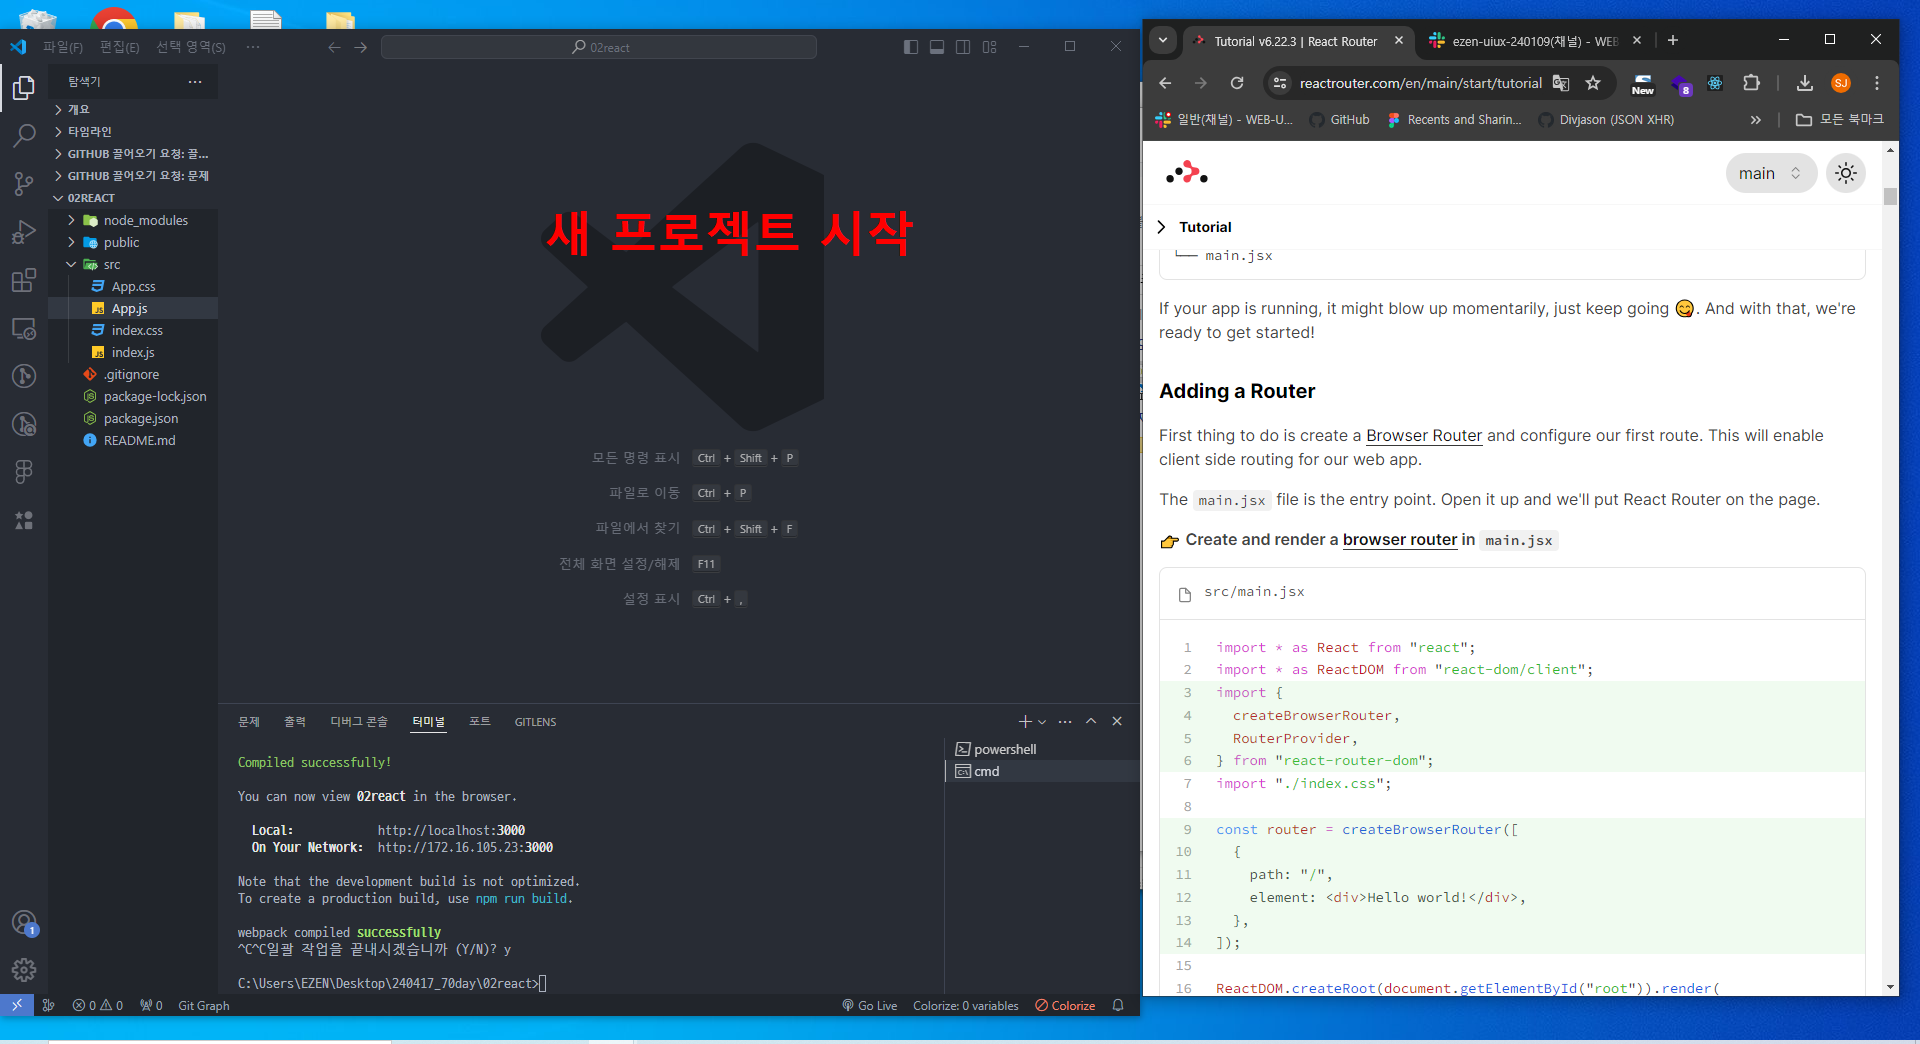 파일(F) 편집(E) 선택 영역(S) ···
02react
탐색기
개요
타임라인
GITHUB 끌어오기 요청: 끌...
GITHUB 끌어오기 요청: 문제
02REACT
node_modules
public
src
App.css
App.js
index.css
index.js
.gitignore
package-lock.json
package.json
README.md
1
새 프로젝트 시작
모든 명령 표시 Ctrl + Shift + P
파일로 이동 Ctrl + P
파일에서 찾기 Ctrl + Shift + F
전체 화면 설정/해제 F11
설정 표시 Ctrl + ,
문제 출력 디버그 콘솔 터미널 포트 GITLENS
powershell
cmd
Compiled successfully!
You can now view 02react in the browser.
Local: http://localhost:3000
On Your Network: http://172.16.105.23:3000
Note that the development build is not optimized.
To create a production build, use npm run build.
webpack compiled successfully
^C^C일괄 작업을 끝내시겠습니까 (Y/N)? y
C:\Users\EZEN\Desktop\240417_70day\02react>
0 0 0 Git Graph Go Live Colorize: 0 variables Colorize
Tutorial v6.22.3 | React Router
ezen-uiux-240109(채널) - WEB
reactrouter.com/en/main/start/tutorial
New
8
SJ
일반(채널) - WEB-U... GitHub Recents and Sharin... Divjason (JSON XHR) » 모든 북마크
main
Tutorial
└── main.jsx
If your app is running, it might blow up momentarily, just keep going 😋. And with that, we're
ready to get started!
Adding a Router
First thing to do is create a Browser Router and configure our first route. This will enable
client side routing for our web app.
The main.jsx file is the entry point. Open it up and we'll put React Router on the page.
👉 Create and render a browser router in main.jsx
src/main.jsx
1 import * as React from "react";
2 import * as ReactDOM from "react-dom/client";
3 import {
4 createBrowserRouter,
5 RouterProvider,
6 } from "react-router-dom";
7 import "./index.css";
8
9 const router = createBrowserRouter([
10 {
11 path: "/",
12 element: <div>Hello world!</div>,
13 },
14 ]);
15
16 ReactDOM.createRoot(document.getElementById("root")).render(